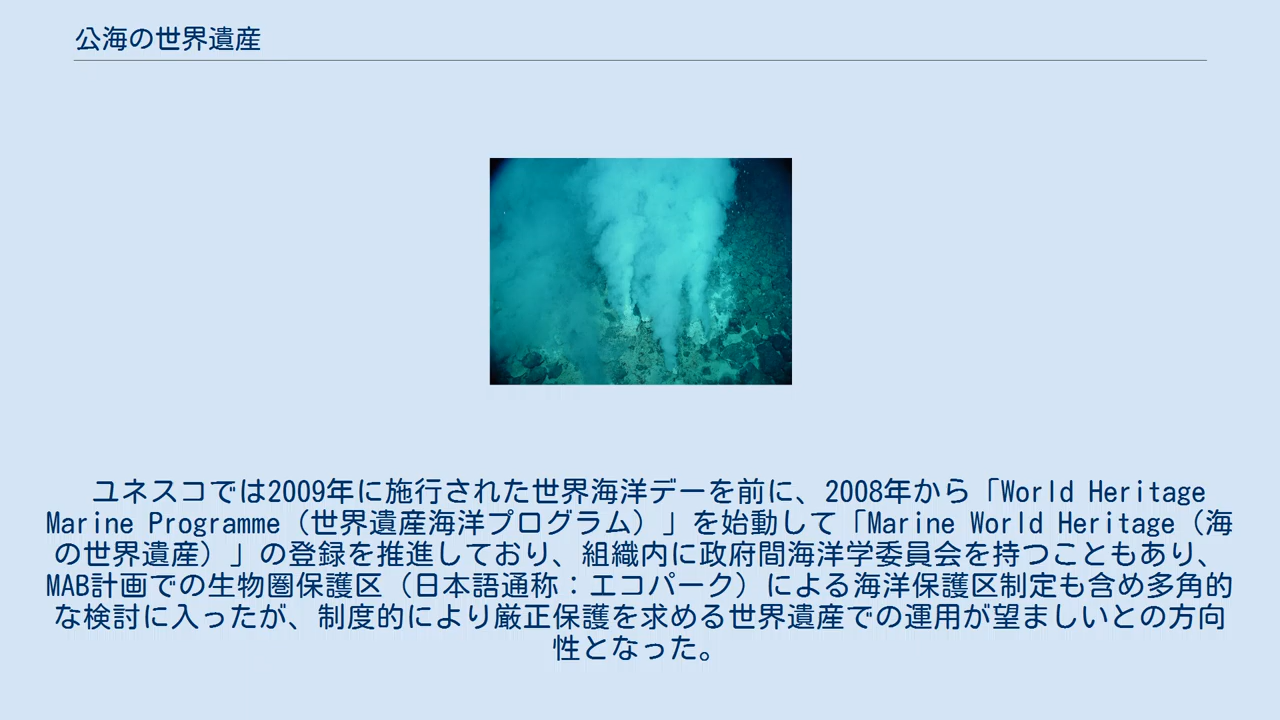 公海の世界遺産
ユネスコでは2009年に施行された世界海洋デーを前に、2008年から「World Heritage
Marine Programme（世界遺産海洋プログラム）」を始動して「Marine World Heritage（海
の世界遺産）」の登録を推進しており、組織内に政府間海洋学委員会を持つこともあり、
MAB計画での生物圏保護区（日本語通称：エコパーク）による海洋保護区制定も含め多角的
な検討に入ったが、制度的により厳正保護を求める世界遺産での運用が望ましいとの方向
性となった。